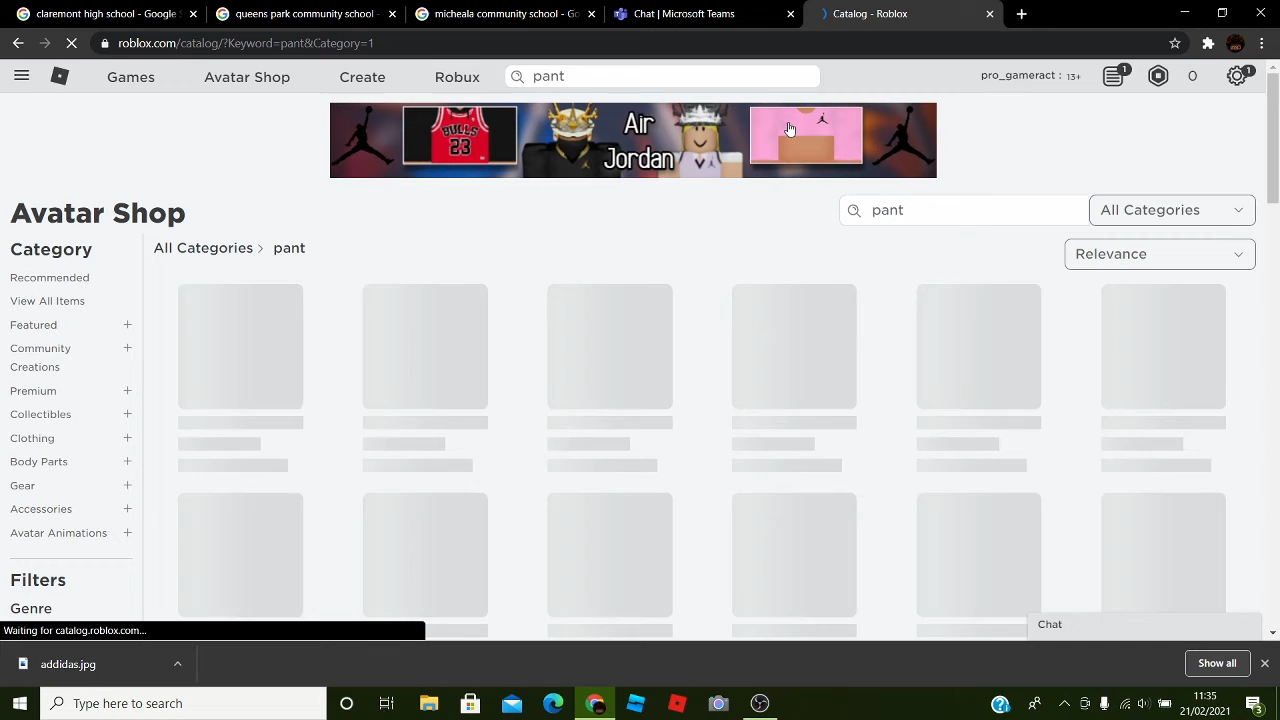 claremont high school - Google S
queens park community school -
micheala community school - Go
Chat | Microsoft Teams
Catalog - Roblox
roblox.com/catalog/?Keyword=pant&Category=1
Games
Avatar Shop
Create
Robux
pant
pro_gameract : 13+
1
0
1
BULLS
23
Air
Jordan
Avatar Shop
pant
All Categories
Category
All Categories > pant
Relevance
Recommended
View All Items
Featured +
Community +
Creations
Premium +
Collectibles +
Clothing +
Body Parts +
Gear +
Accessories +
Avatar Animations +
Filters
Genre
Waiting for catalog.roblox.com...
Chat
addidas.jpg
Show all
Type here to search
11:35
21/02/2021
3